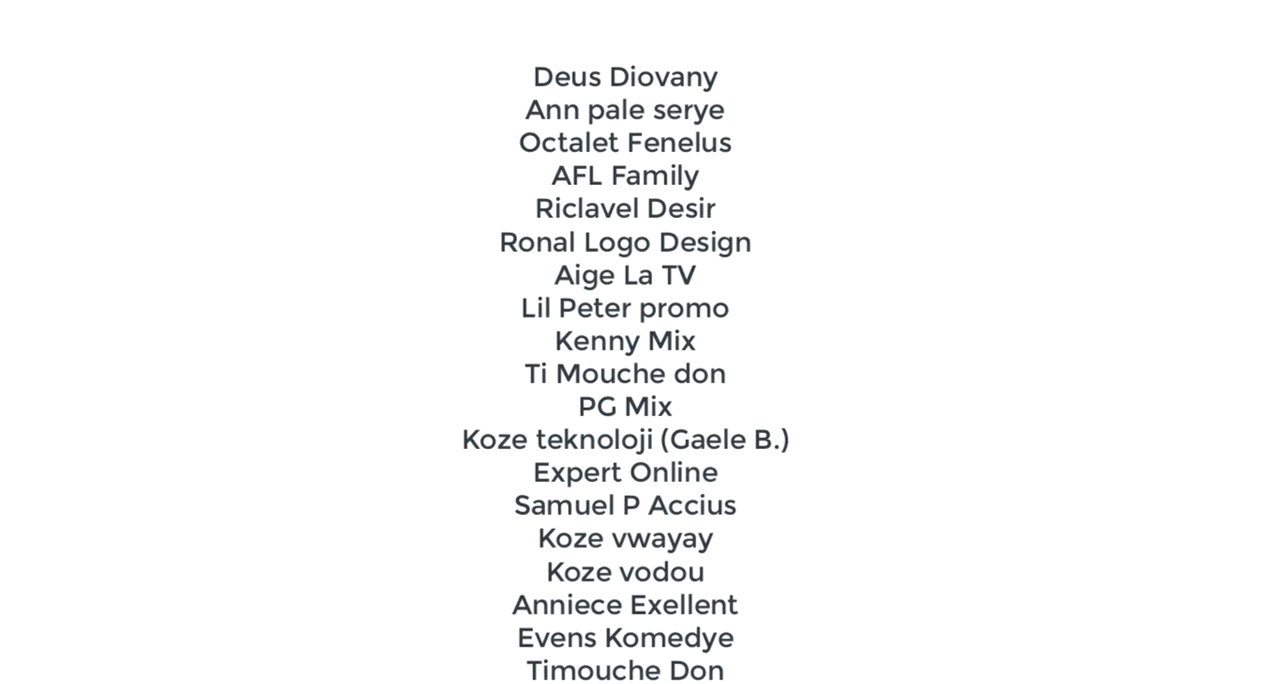 Deus Diovany
Ann pale serye
Octalet Fenelus
AFL Family
Riclavel Desir
Ronal Logo Design
Aige La TV
Lil Peter promo
Kenny Mix
Ti Mouche don
PG Mix
Koze teknoloji (Gaele B.)
Expert Online
Samuel P Accius
Koze vwayay
Koze vodou
Anniece Exellent
Evens Komedye
Timouche Don